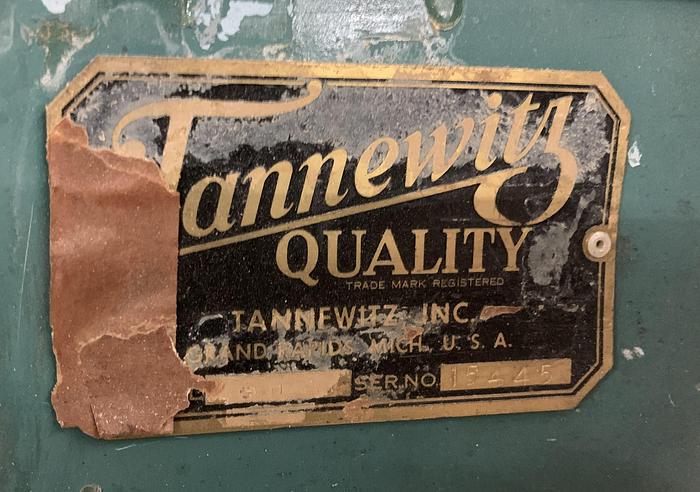 Tannewitz
QUALITY
TRADE MARK REGISTERED
TANNEWITZ, INC.
GRAND RAPIDS, MICH., U. S. A.
SER. NO. 15445